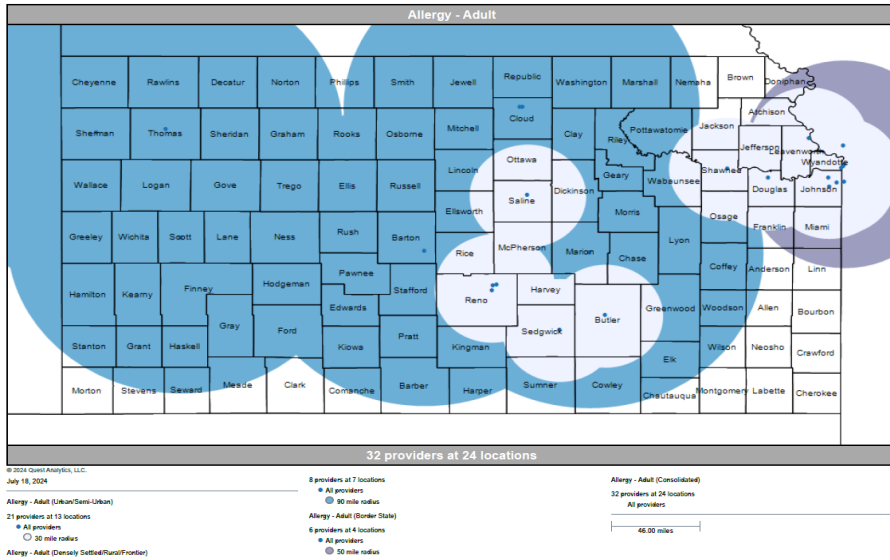 Allergy - Adult
Cheyenne Rawlins Decatur Norton Phillips Smith Jewell Republic Washington Marshall Nemaha Brown Doniphan
Sherman Thomas Sheridan Graham Rooks Osborne Mitchell Cloud Clay Riley Pottawatomie Jackson Atchison
Jefferson Leavenworth Wyandotte
Wallace Logan Gove Trego Ellis Russell Lincoln Ottawa Saline Dickinson Geary Wabaunsee Shawnee Douglas Johnson
Greeley Wichita Scott Lane Ness Rush Barton Ellsworth McPherson Marion Morris Chase Lyon Osage Franklin Miami
Rice
Pawnee
Hamilton Kearny Finney Hodgeman Edwards Stafford Reno Harvey Butler Greenwood Coffey Anderson Linn
Gray Ford
Woodson Allen Bourbon
Stanton Grant Haskell Kiowa Pratt Kingman Sedgwick Elk Wilson Neosho Crawford
Morton Stevens Seward Meade Clark Comanche Barber Harper Sumner Cowley Chautauqua Montgomery Labette Cherokee
32 providers at 24 locations
© 2024 Quest Analytics, LLC.
July 18, 2024
Allergy - Adult (Urban/Semi-Urban)
21 providers at 13 locations
All providers
30 mile radius
Allergy - Adult (Densely Settled/Rural/Frontier)
8 providers at 7 locations
All providers
90 mile radius
Allergy - Adult (Border State)
6 providers at 4 locations
All providers
50 mile radius
Allergy - Adult (Consolidated)
32 providers at 24 locations
All providers
46.00 miles